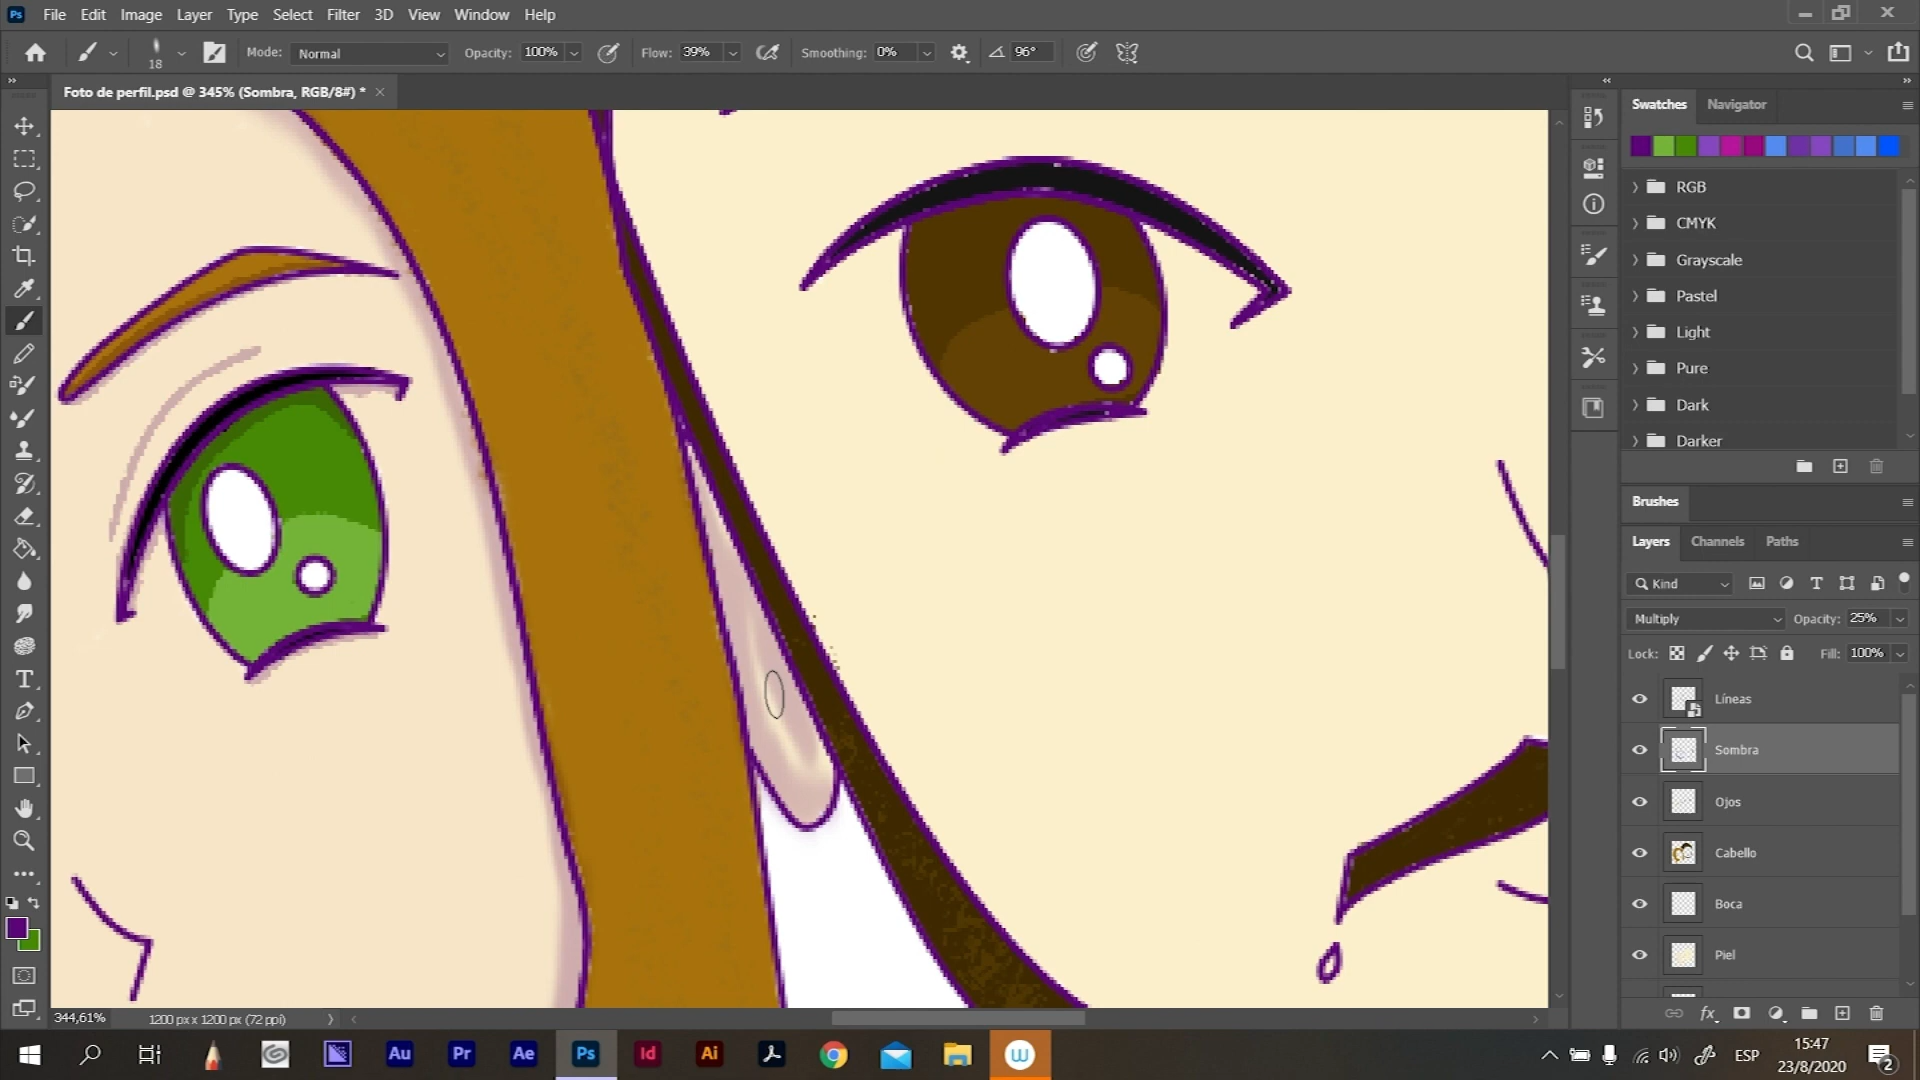 Ps File Edit Image Layer Type Select Filter 3D View Window Help
18 Mode: Normal Opacity: 100% Flow: 39% Smoothing: 0% 96°
Foto de perfil.psd @ 345% (Sombra, RGB/8#) *
Swatches Navigator
RGB
CMYK
Grayscale
Pastel
Light
Pure
Dark
Darker
Brushes
Layers Channels Paths
Kind
Multiply Opacity: 25%
Lock: Fill: 100%
Líneas
Sombra
Ojos
Cabello
Boca
Piel
344,61% 1200 px x 1200 px (72 ppi)
Au Pr Ae Ps Id Ai W ESP 15:47
23/8/2020 2